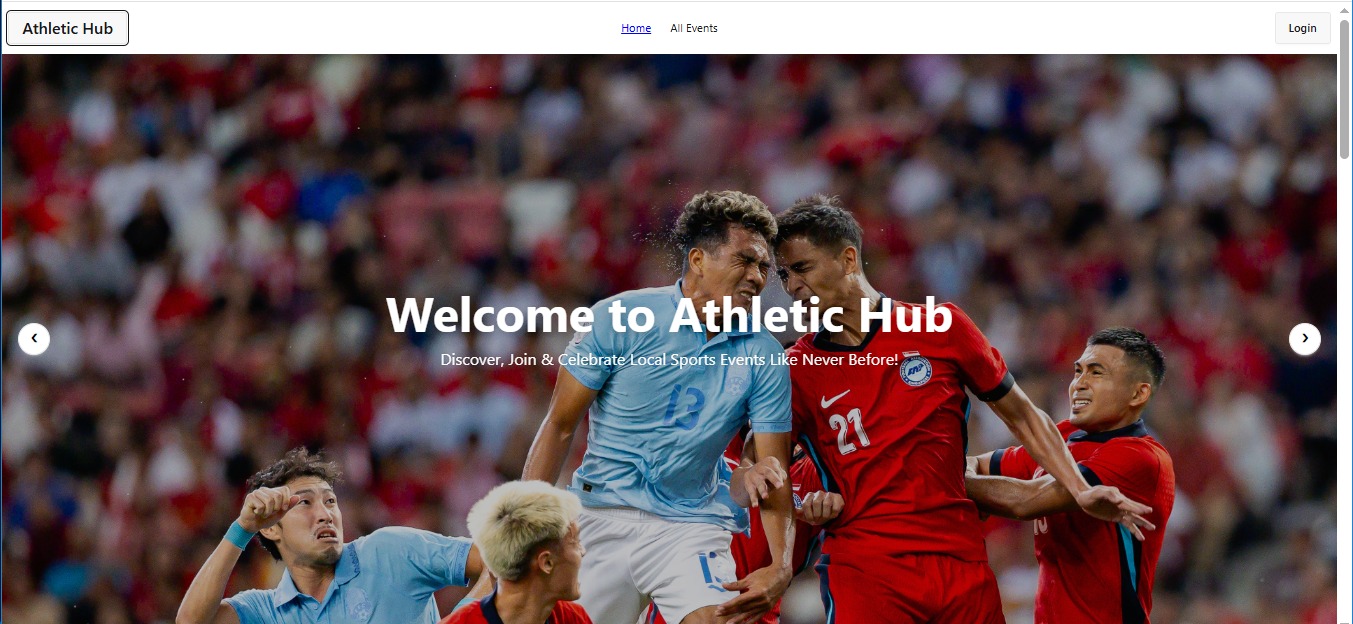 Athletic Hub
Home
All Events
Login
Welcome to Athletic Hub
Discover, Join & Celebrate Local Sports Events Like Never Before!
13
21